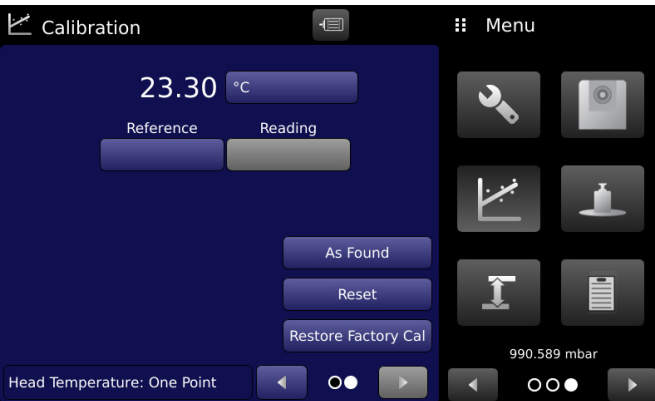 Calibration
Menu
23.30 °C
Reference Reading
As Found
Reset
Restore Factory Cal
990.589 mbar
Head Temperature: One Point